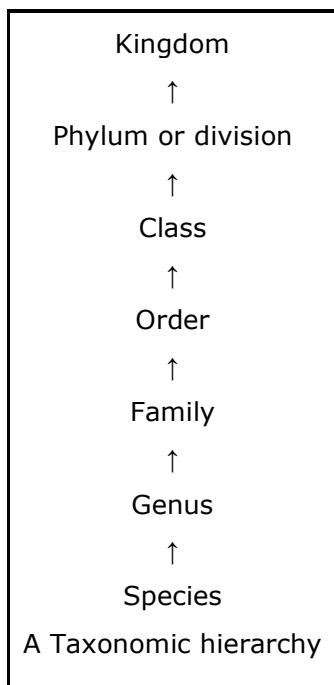 Kingdom
↑
Phylum or division
↑
Class
↑
Order
↑
Family
↑
Genus
↑
Species
A Taxonomic hierarchy